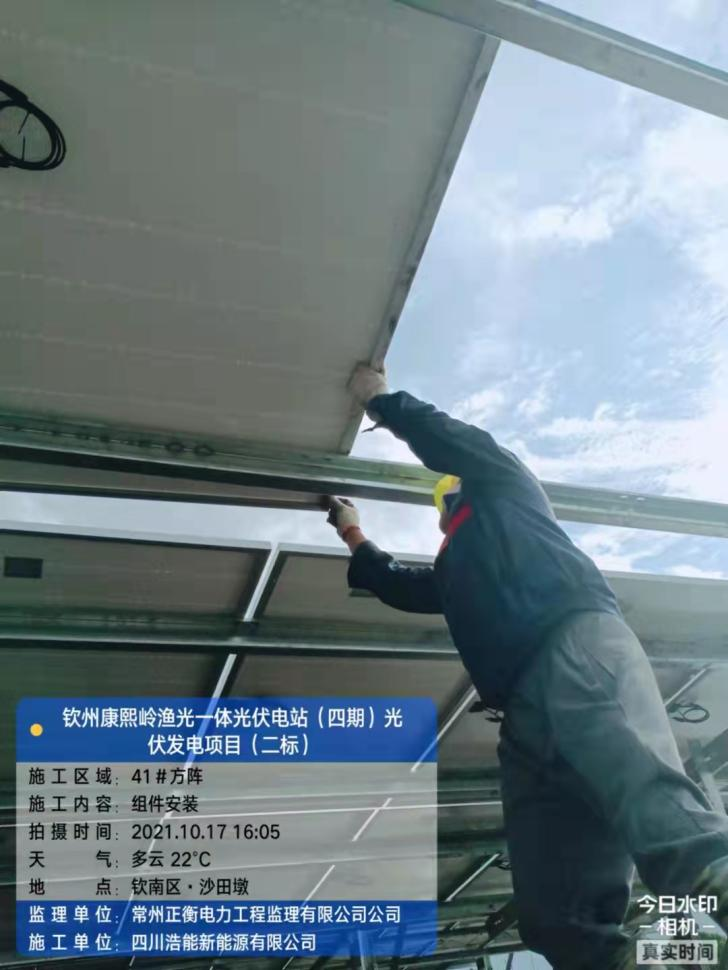 钦州康熙岭渔光一体光伏电站（四期）光
伏发电项目（二标）
施工区域：41#方阵
施工内容：组件安装
拍摄时间：2021.10.17 16:05
天 气：多云 22℃
地 点：钦南区·沙田墩
监理单位：常州正衡电力工程监理有限公司公司
施工单位：四川浩能新能源有限公司
今日水印
相机
真实时间